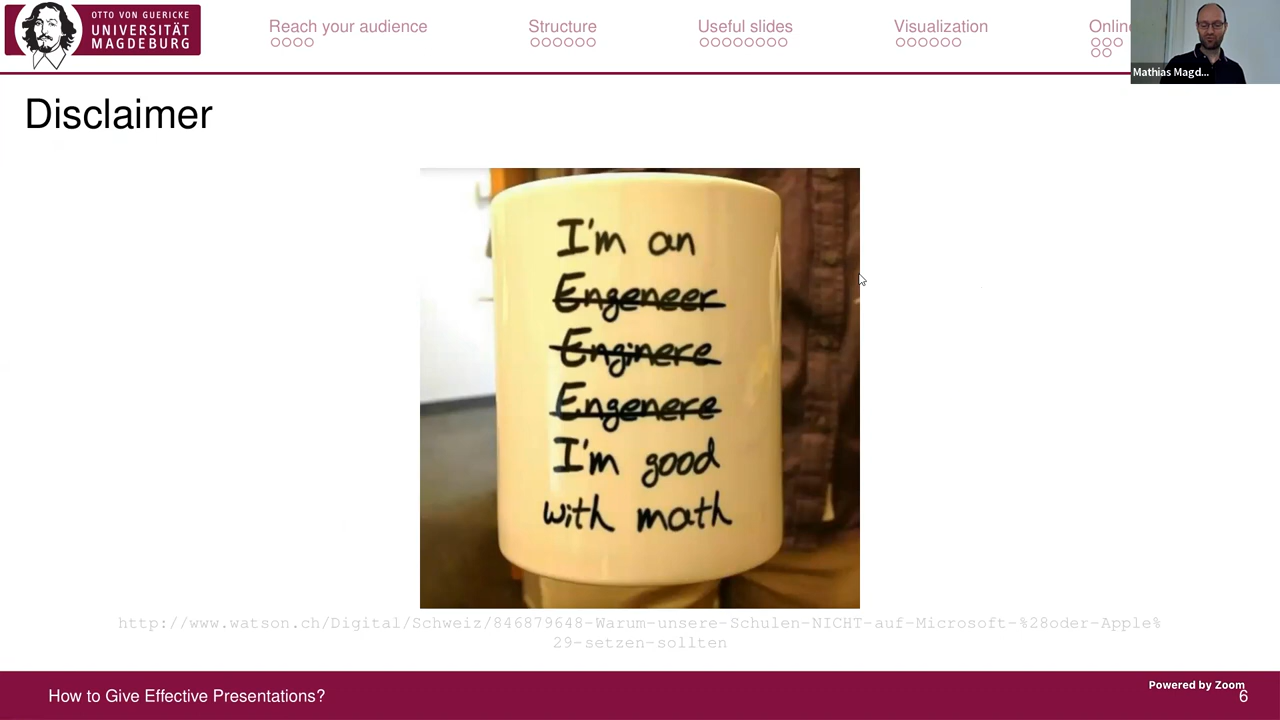 OTTO VON GUERICKE
UNIVERSITÄT
MAGDEBURG
Reach your audience
Structure
Useful slides
Visualization
Online
Mathias Magd...
Disclaimer
I'm an
Engeneer
Enginere
Engenere
I'm good
with math
http://www.watson.ch/Digital/Schweiz/846879648-Warum-unsere-Schulen-NICHT-auf-Microsoft-%28oder-Apple%
29-setzen-sollten
How to Give Effective Presentations?
Powered by Zoom
6